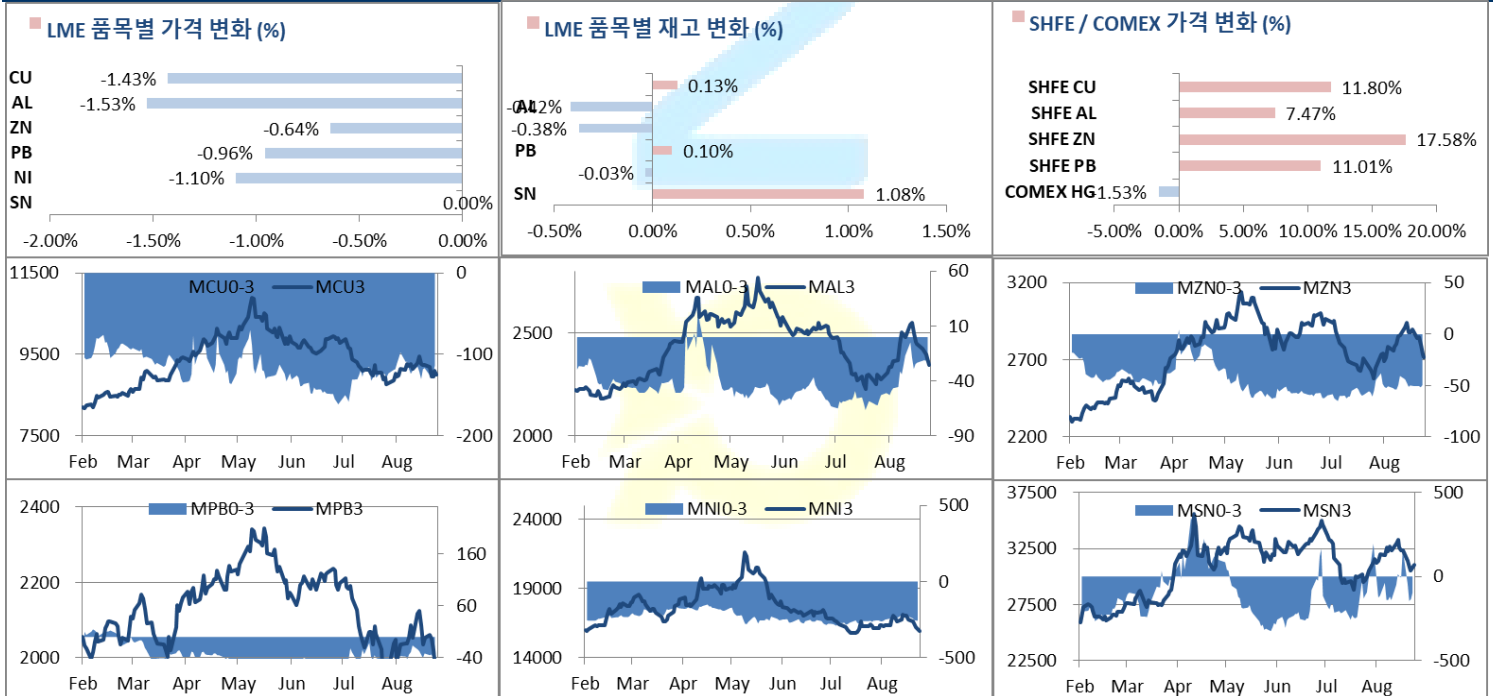 LME 품목별 가격 변화 (%)
CU
-1.43%
AL
-1.53%
ZN
-0.64%
PB
-0.96%
NI
-1.10%
SN
0.00%
-2.00% -1.50% -1.00% -0.50% 0.00%
LME 품목별 재고 변화 (%)
0.13%
AL
-0.42%
-0.38%
PB
0.10%
-0.03%
SN
1.08%
-0.50% 0.00% 0.50% 1.00% 1.50%
SHFE / COMEX 가격 변화 (%)
SHFE CU
11.80%
SHFE AL
7.47%
SHFE ZN
17.58%
SHFE PB
11.01%
COMEX HG
-1.53%
-5.00% 0.00% 5.00% 10.00% 15.00% 20.00%
MCU0-3 MCU3
11500
9500
7500
0
-100
-200
Feb Mar Apr May Jun Jul Aug
MAL0-3 MAL3
2500
2000
60
10
-40
-90
Feb Mar Apr May Jun Jul Aug
MZN0-3 MZN3
3200
2700
2200
50
0
-50
-100
Feb Mar Apr May Jun Jul Aug
MPB0-3 MPB3
2400
2200
2000
160
60
-40
Feb Mar Apr May Jun Jul Aug
MNI0-3 MNI3
24000
19000
14000
500
0
-500
Feb Mar Apr May Jun Jul Aug
MSN0-3 MSN3
37500
32500
27500
22500
500
0
-500
Feb Mar Apr May Jun Jul Aug